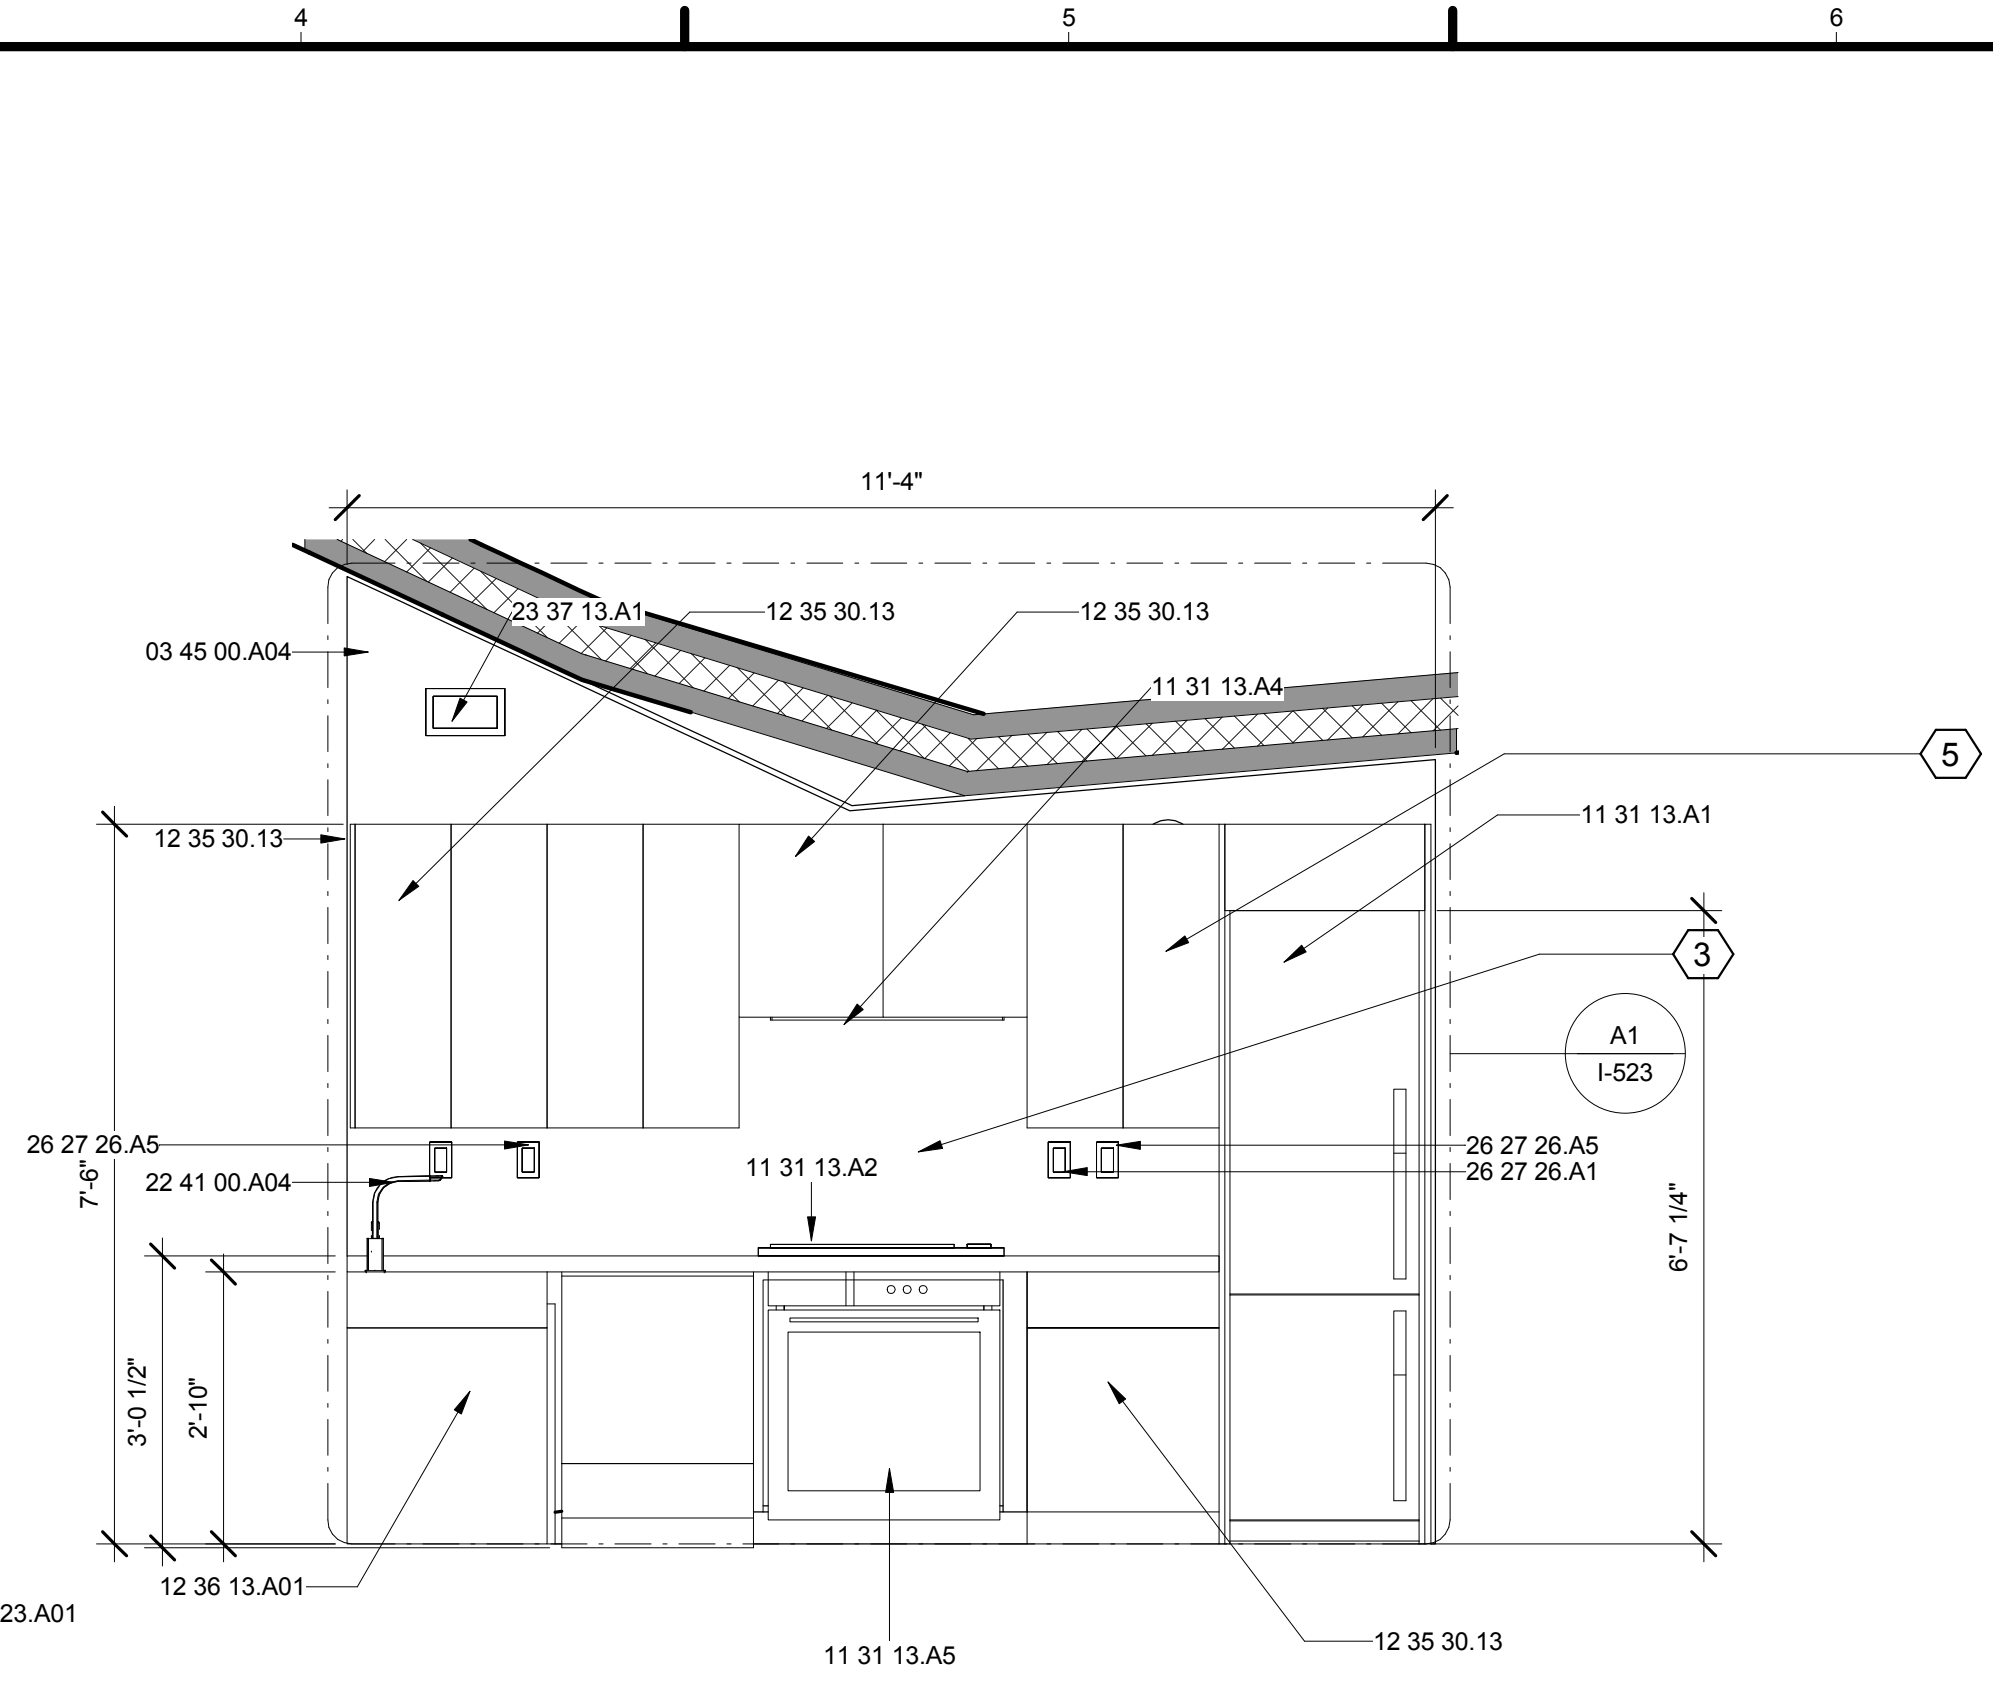 4
5
6
11'-4"
23 37 13.A1
12 35 30.13
12 35 30.13
03 45 00.A04
11 31 13.A4
5
11 31 13.A1
12 35 30.13
3
A1
I-523
26 27 26.A5
26 27 26.A5
11 31 13.A2
26 27 26.A1
22 41 00.A04
7'-6"
6'-7 1/4"
3'-0 1/2"
2'-10"
12 36 13.A01
23.A01
12 35 30.13
11 31 13.A5